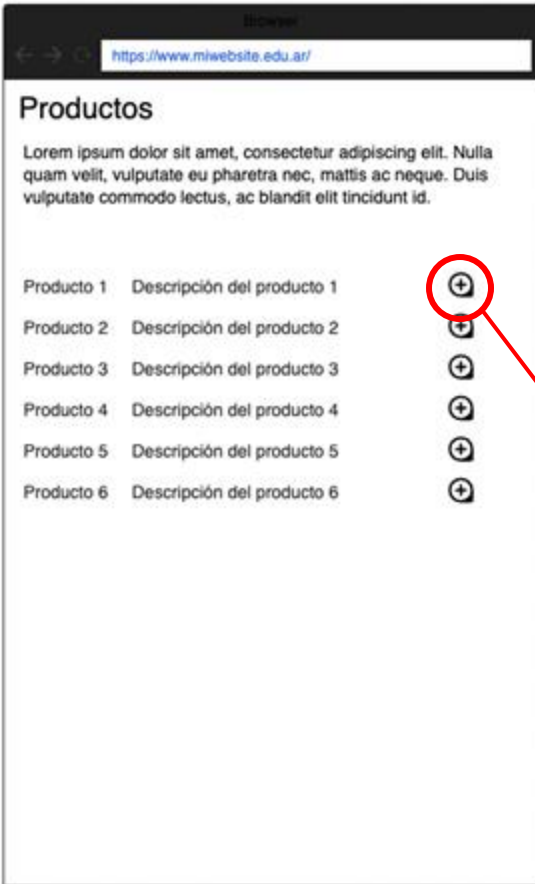 Browser
https://www.miwebsite.edu.ar/
Productos
Lorem ipsum dolor sit amet, consectetur adipiscing elit. Nulla
quam velit, vulputate eu pharetra nec, mattis ac neque. Duis
vulputate commodo lectus, ac blandit elit tincidunt id.
Producto 1 Descripción del producto 1
Producto 2 Descripción del producto 2
Producto 3 Descripción del producto 3
Producto 4 Descripción del producto 4
Producto 5 Descripción del producto 5
Producto 6 Descripción del producto 6